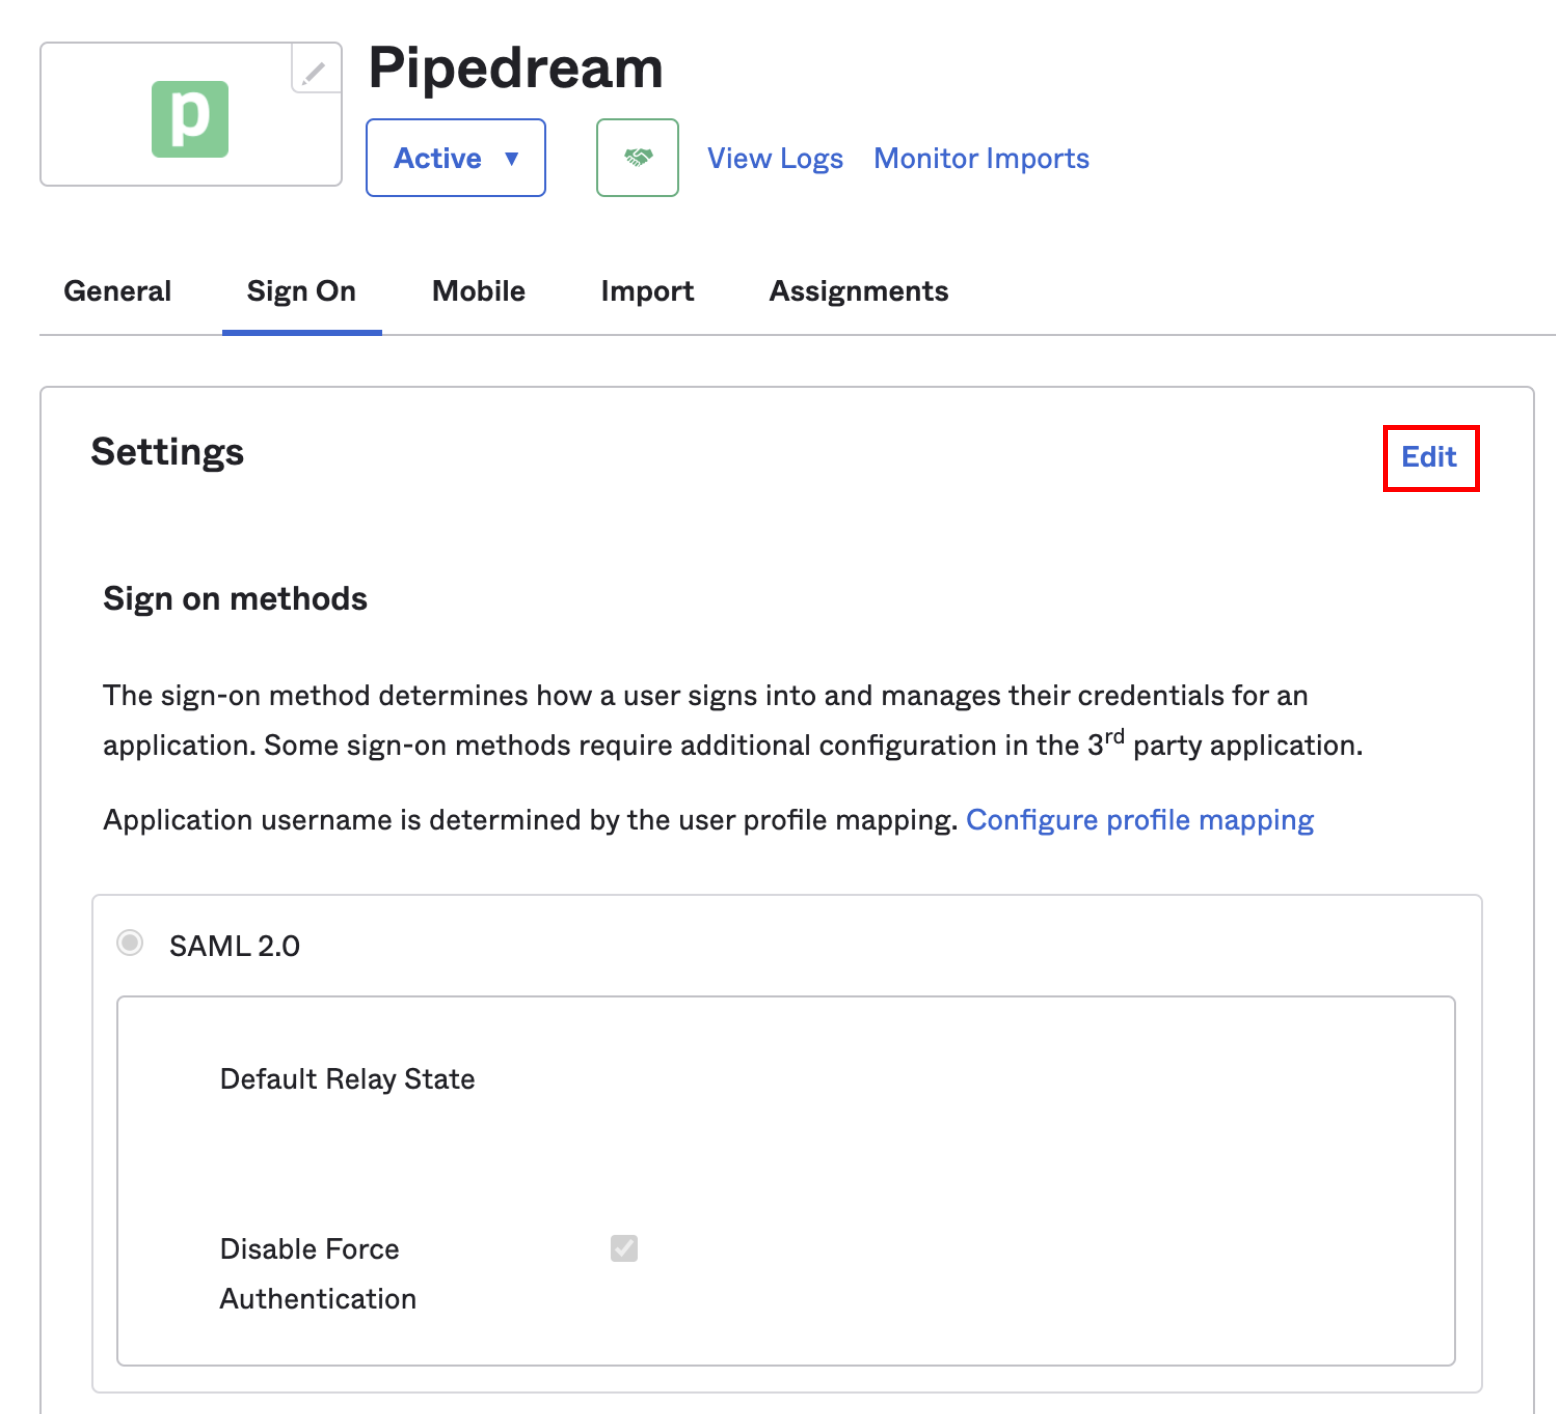 p
Pipedream
Active ▼
View Logs
Monitor Imports
General
Sign On
Mobile
Import
Assignments
Settings
Edit
Sign on methods
The sign-on method determines how a user signs into and manages their credentials for an
application. Some sign-on methods require additional configuration in the 3rd party application.
Application username is determined by the user profile mapping. Configure profile mapping
SAML 2.0
Default Relay State
Disable Force
Authentication